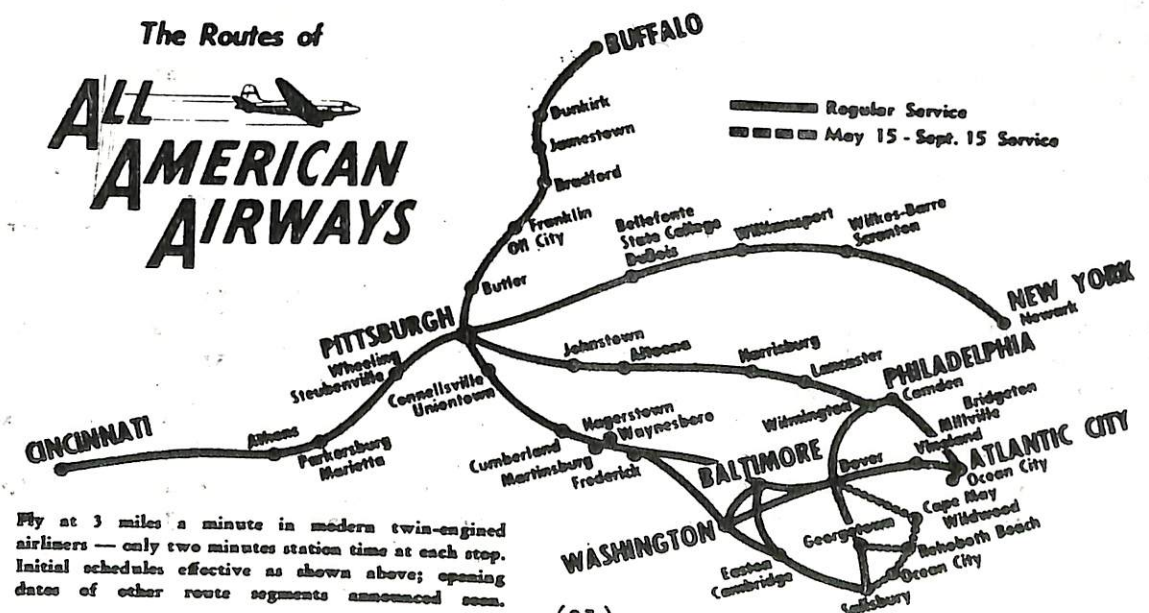 The Routes of
ALL
AMERICAN
AIRWAYS
Regular Service
May 15 - Sept. 15 Service
BUFFALO
Dunkirk
Jamestown
Bradford
Franklin
Oil City
Butler
Bellefonte
State College
DuBois
Williamsport
Wilkes-Barre
Scranton
NEW YORK
Newark
PITTSBURGH
Wheeling
Steubenville
Connellsville
Uniontown
Johnstown
Altoona
Harrisburg
Lancaster
PHILADELPHIA
Camden
Wilmington
Bridgeton
Millville
Vineland
ATLANTIC CITY
Ocean City
CINCINNATI
Athens
Parkersburg
Marietta
Hagerstown
Waynesboro
Cumberland
Martinsburg
Frederick
BALTIMORE
Dover
Cape May
Wildwood
WASHINGTON
Georgetown
Rehoboth Beach
Ocean City
Easton
Cambridge
Salisbury
Fly at 3 miles a minute in modern twin-engined
airliners — only two minutes station time at each stop.
Initial schedules effective as shown above; opening
dates of other route segments announced soon.